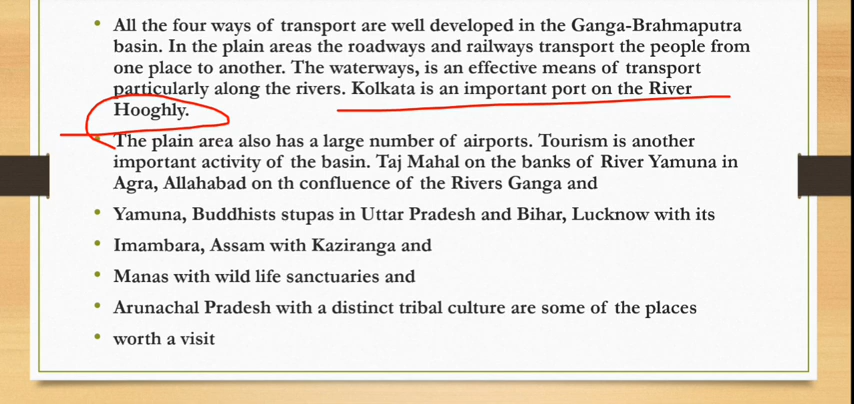 • All the four ways of transport are well developed in the Ganga-Brahmaputra
basin. In the plain areas the roadways and railways transport the people from
one place to another. The waterways, is an effective means of transport
particularly along the rivers. Kolkata is an important port on the River
Hooghly.
• The plain area also has a large number of airports. Tourism is another
important activity of the basin. Taj Mahal on the banks of River Yamuna in
Agra, Allahabad on th confluence of the Rivers Ganga and
• Yamuna, Buddhists stupas in Uttar Pradesh and Bihar, Lucknow with its
• Imambara, Assam with Kaziranga and
• Manas with wild life sanctuaries and
• Arunachal Pradesh with a distinct tribal culture are some of the places
• worth a visit